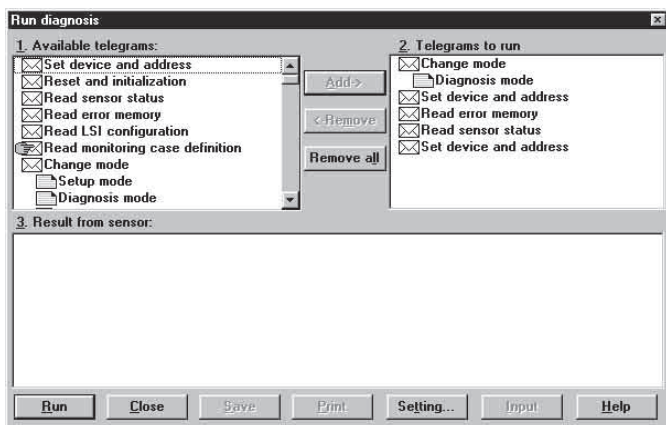 Run diagnosis
1. Available telegrams:
Set device and address
Reset and initialization
Read sensor status
Read error memory
Read LSI configuration
Read monitoring case definition
Change mode
Setup mode
Diagnosis mode
Add->
<-Remove
Remove all
2. Telegrams to run
Change mode
Diagnosis mode
Set device and address
Read error memory
Read sensor status
Set device and address
3. Result from sensor:
Run
Close
Save
Print
Setting...
Input
Help